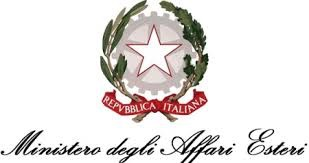 REPVBBLICA ITALIANA
Ministero degli Affari Esteri